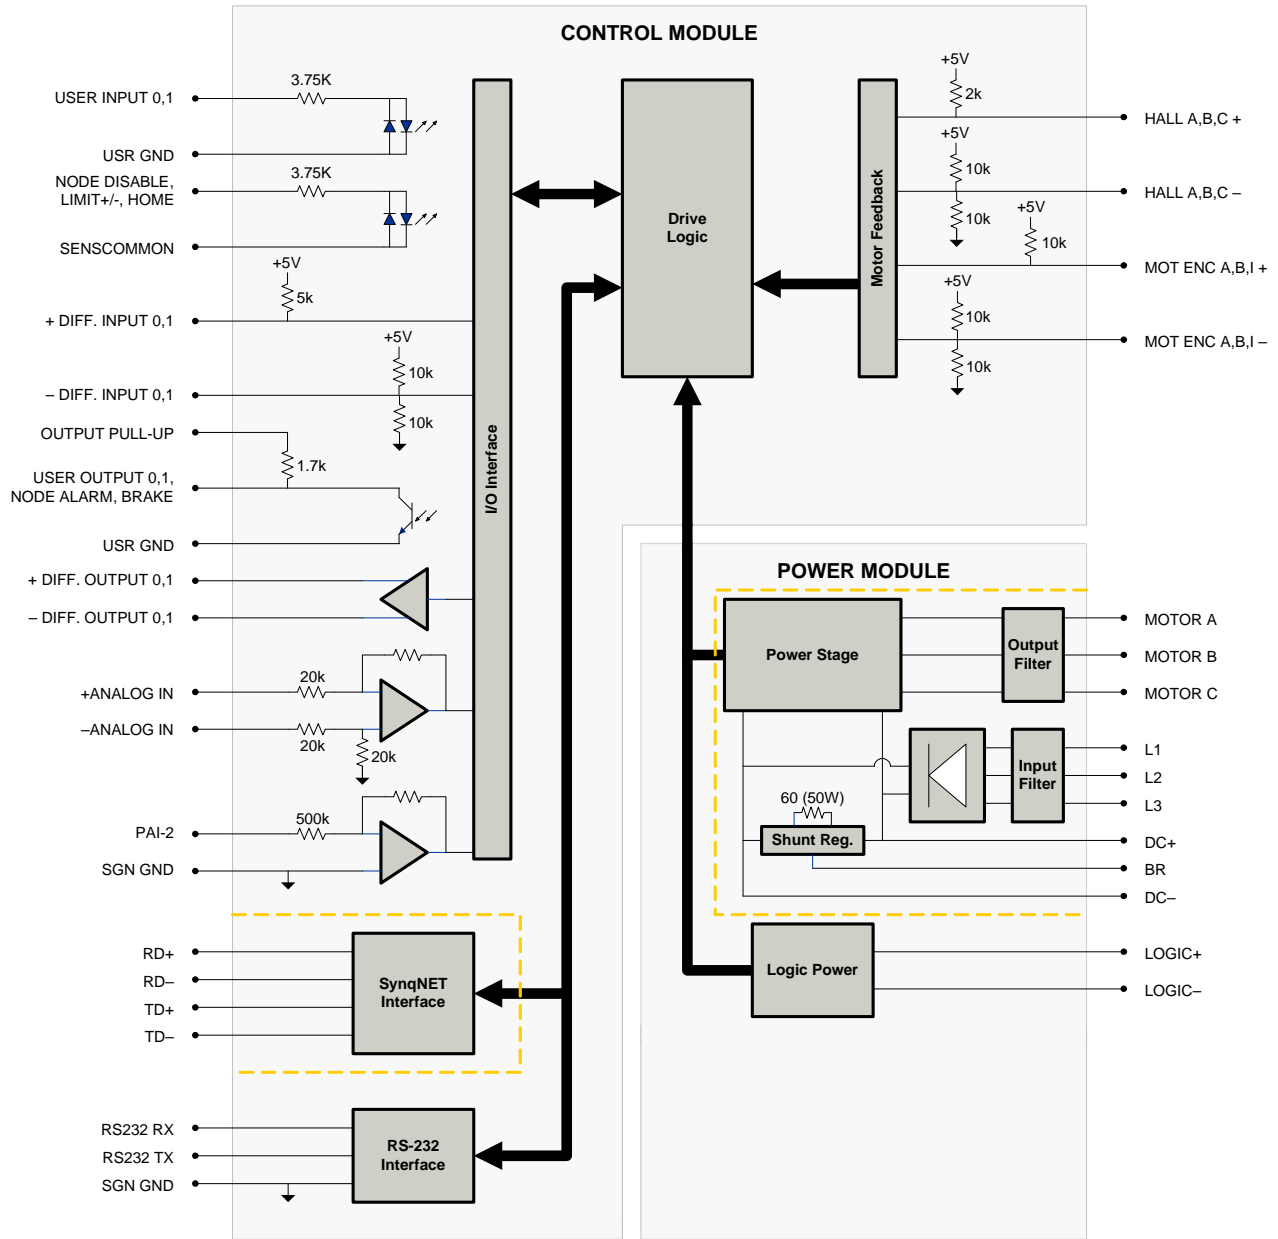 CONTROL MODULE
USER INPUT 0,1
3.75K
USR GND
NODE DISABLE,
LIMIT+/-, HOME
3.75K
SENSCOMMON
+5V
5k
+ DIFF. INPUT 0,1
+5V
10k
– DIFF. INPUT 0,1
10k
OUTPUT PULL-UP
1.7k
USER OUTPUT 0,1,
NODE ALARM, BRAKE
USR GND
+ DIFF. OUTPUT 0,1
– DIFF. OUTPUT 0,1
+ANALOG IN
20k
–ANALOG IN
20k
20k
PAI-2
500k
SGN GND
I/O Interface
RD+
RD–
TD+
TD–
SynqNET
Interface
RS232 RX
RS232 TX
SGN GND
RS-232
Interface
Drive
Logic
Motor Feedback
+5V
2k
HALL A,B,C +
+5V
10k
HALL A,B,C –
10k
+5V
10k
MOT ENC A,B,I +
+5V
10k
MOT ENC A,B,I –
10k
POWER MODULE
Power Stage
Output
Filter
MOTOR A
MOTOR B
MOTOR C
Input
Filter
L1
L2
L3
60 (50W)
Shunt Reg.
DC+
BR
DC–
Logic Power
LOGIC+
LOGIC–